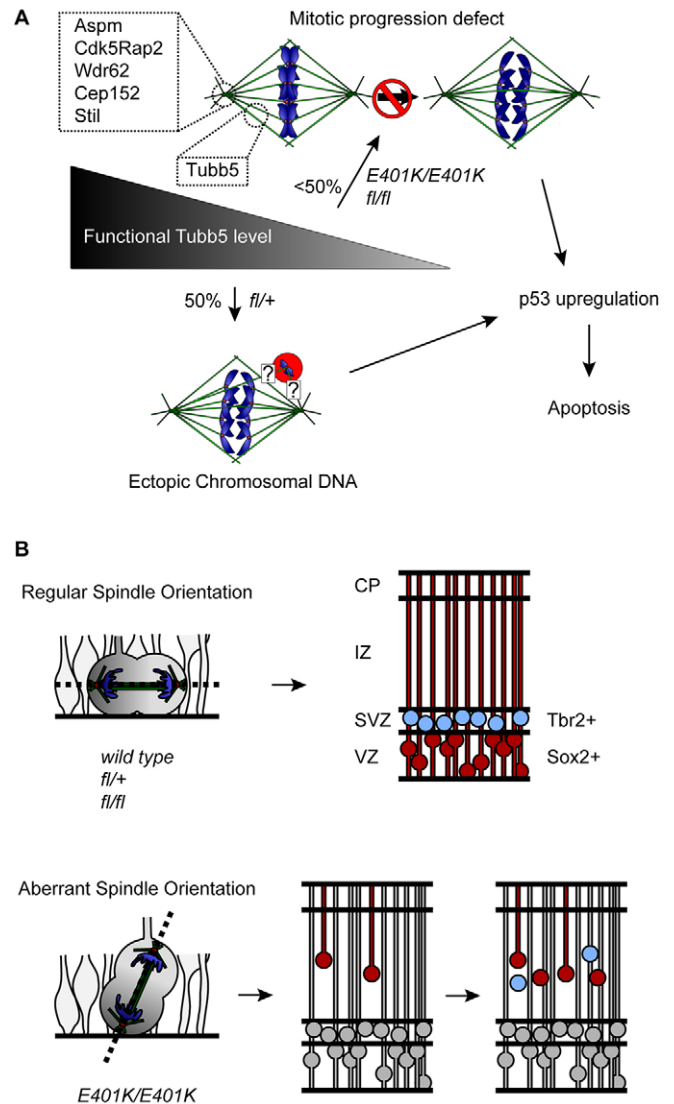 A
Mitotic progression defect
Aspm
Cdk5Rap2
Wdr62
Cep152
Stil
Tubb5
<50%
E401K/E401K
fl/fl
Functional Tubb5 level
50%
fl/+
p53 upregulation
?
?
Apoptosis
Ectopic Chromosomal DNA
B
Regular Spindle Orientation
CP
IZ
SVZ
Tbr2+
VZ
Sox2+
wild type
fl/+
fl/fl
Aberrant Spindle Orientation
E401K/E401K